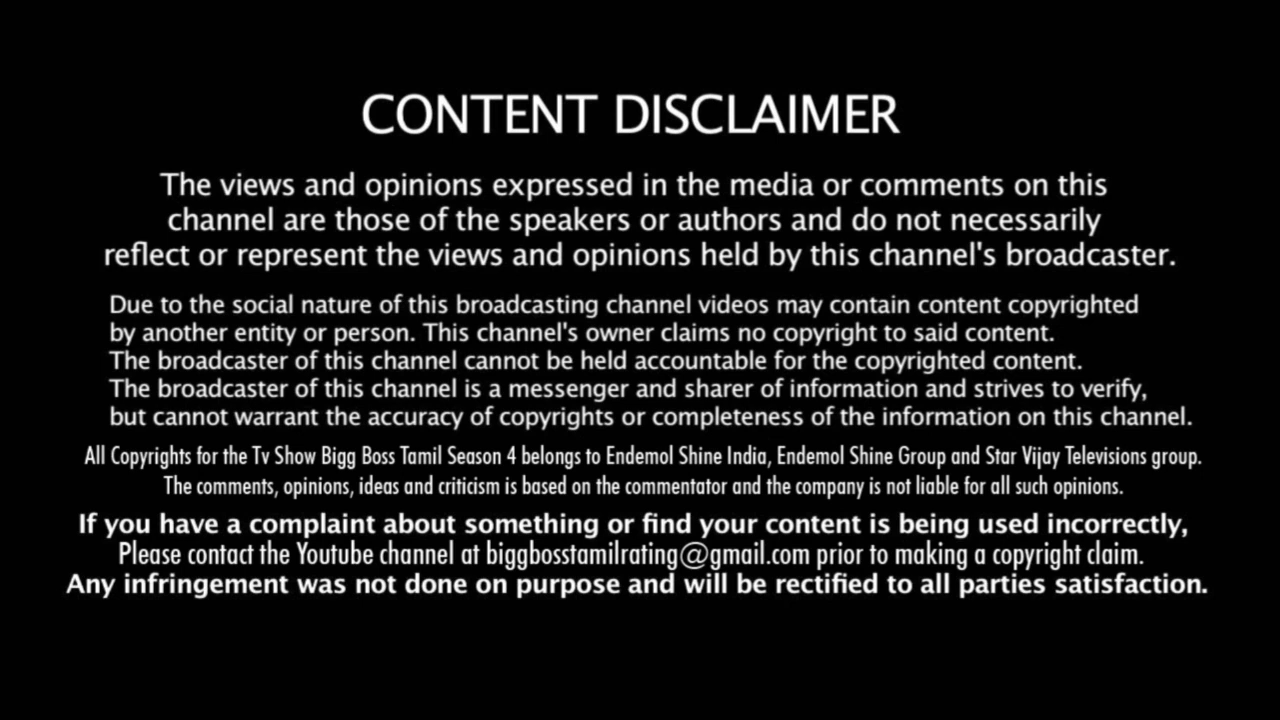 CONTENT DISCLAIMER
The views and opinions expressed in the media or comments on this
channel are those of the speakers or authors and do not necessarily
reflect or represent the views and opinions held by this channel's broadcaster.
Due to the social nature of this broadcasting channel videos may contain content copyrighted
by another entity or person. This channel's owner claims no copyright to said content.
The broadcaster of this channel cannot be held accountable for the copyrighted content.
The broadcaster of this channel is a messenger and sharer of information and strives to verify,
but cannot warrant the accuracy of copyrights or completeness of the information on this channel.
All Copyrights for the Tv Show Bigg Boss Tamil Season 4 belongs to Endemol Shine India, Endemol Shine Group and Star Vijay Televisions group.
The comments, opinions, ideas and criticism is based on the commentator and the company is not liable for all such opinions.
If you have a complaint about something or find your content is being used incorrectly,
Please contact the Youtube channel at biggbosstamilrating@gmail.com prior to making a copyright claim.
Any infringement was not done on purpose and will be rectified to all parties satisfaction.